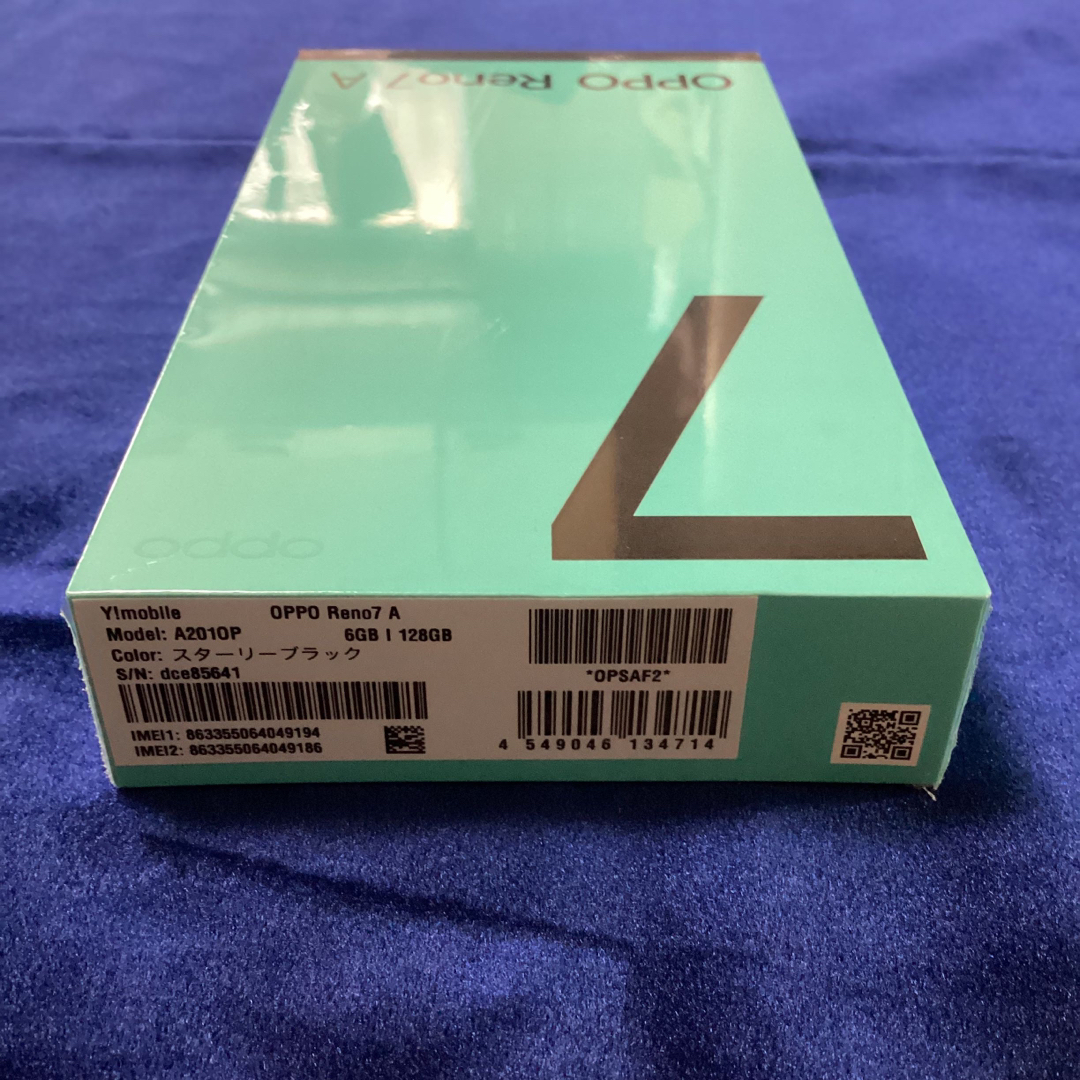 OPPO Reno7 A
7
oppo
Y!mobile OPPO Reno7 A
Model: A201OP 6GB | 128GB
Color: スターリーブラック
S/N: dce85641
IMEI1: 863355064049194
IMEI2: 863355064049186
*OPSAF2*
4 549046 134714